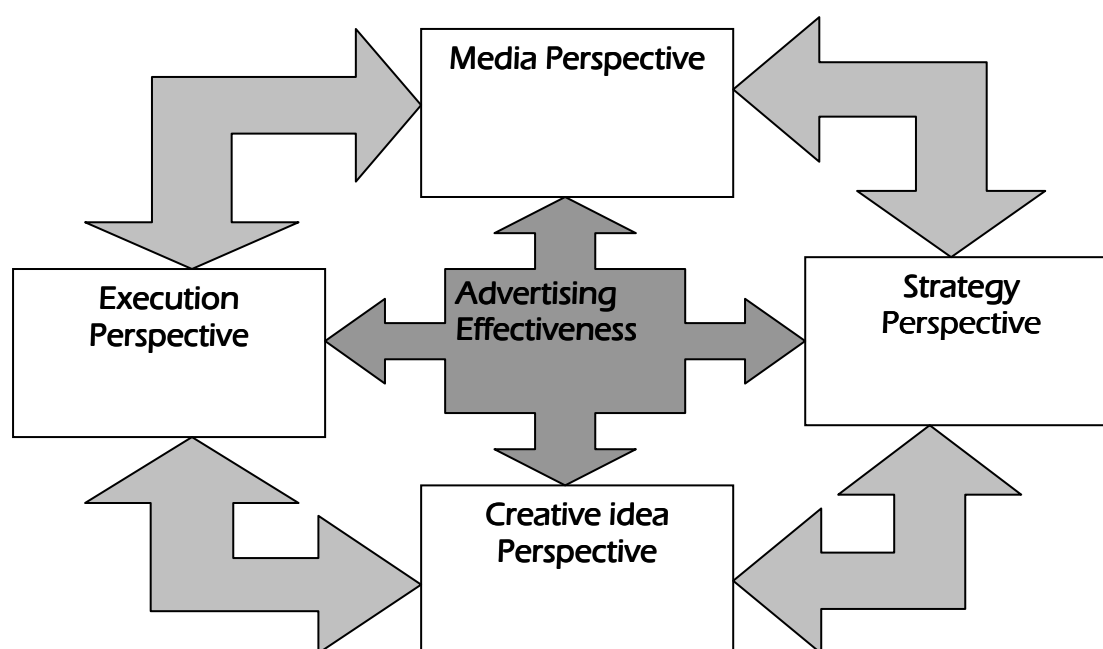 Media Perspective
Execution
Perspective
Advertising
Effectiveness
Strategy
Perspective
Creative idea
Perspective